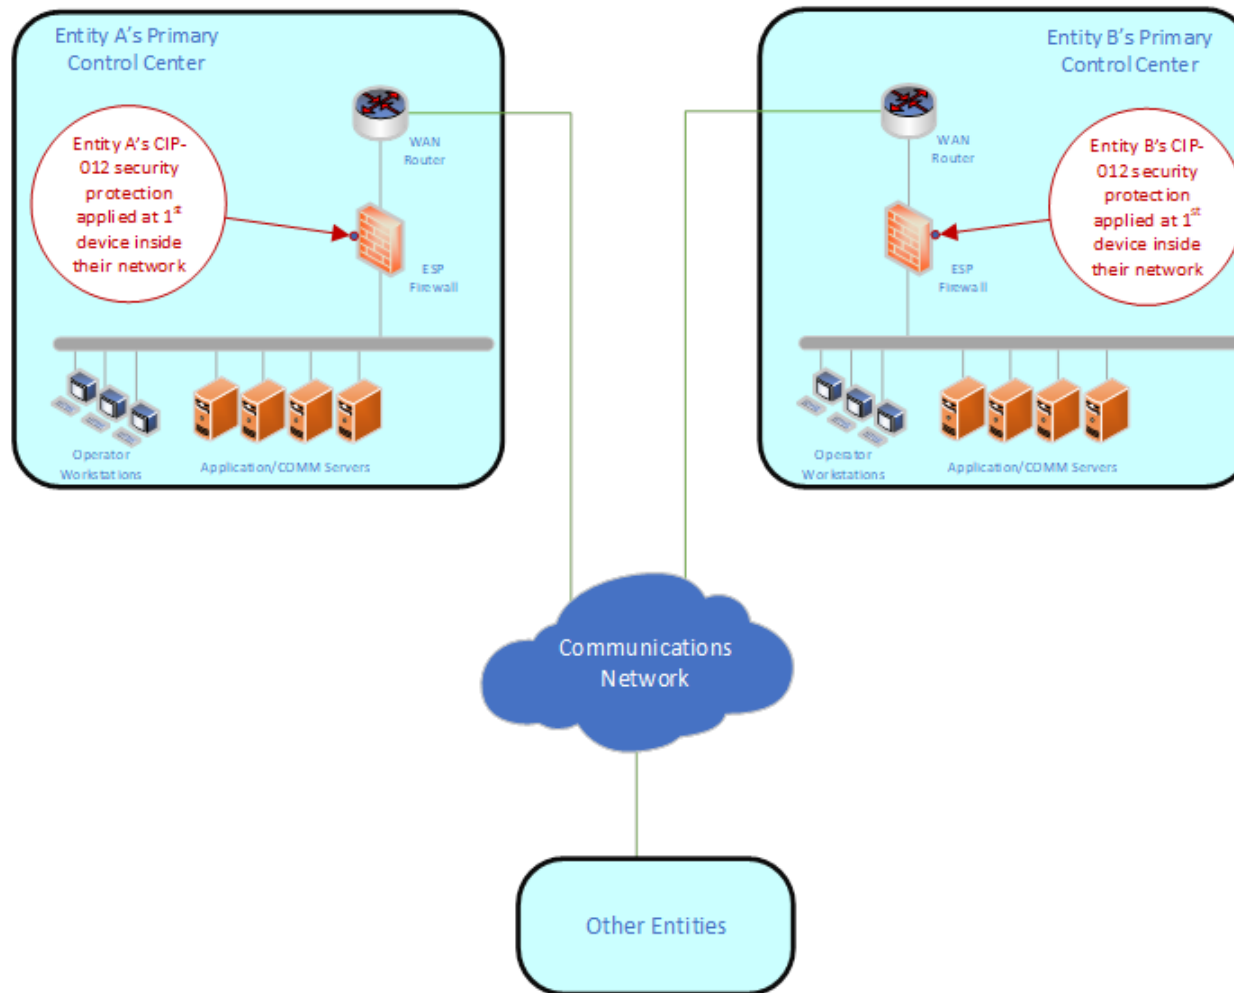 Entity A's Primary
Control Center
WAN
Router
Entity A's CIP-
012 security
protection
applied at 1st
device inside
their network
ESP
Firewall
Operator
Workstations
Application/COMM Servers
Entity B's Primary
Control Center
WAN
Router
Entity B's CIP-
012 security
protection
applied at 1st
device inside
their network
ESP
Firewall
Operator
Workstations
Application/COMM Servers
Communications
Network
Other Entities